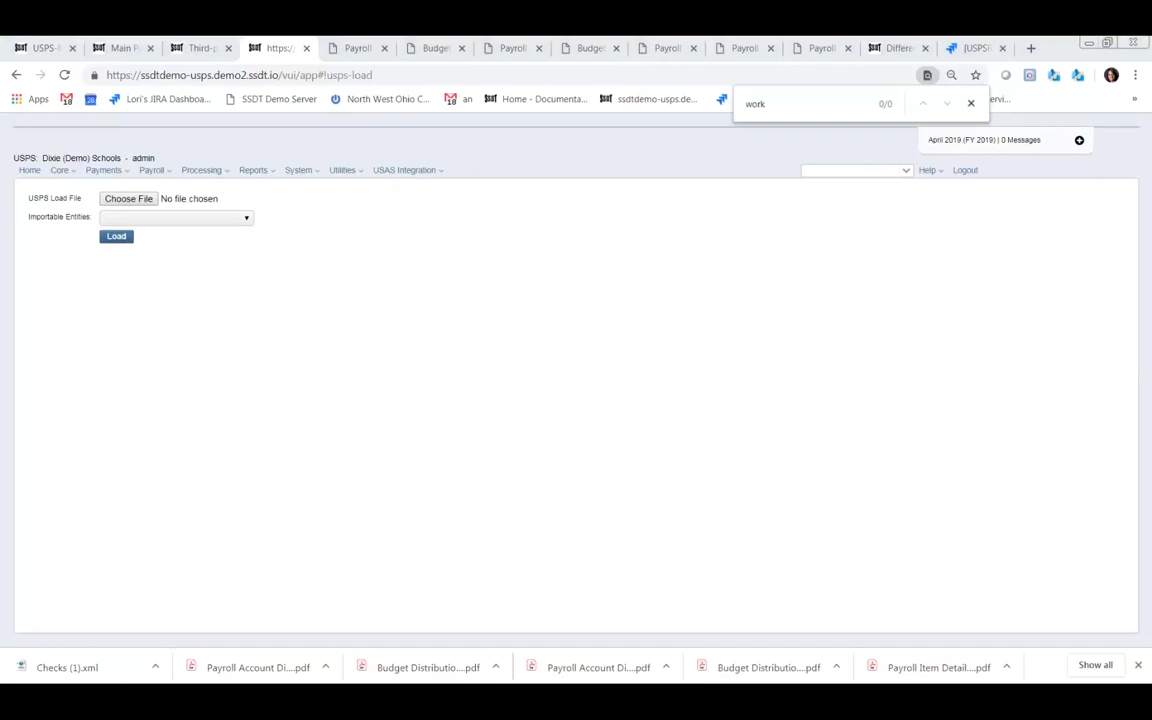 USPS-I
Main P
Third-p
https:/
Payroll
Budget
Payroll
Budget
Payroll
Payroll
Payroll
Differe
[USPSR
https://ssdtdemo-usps.demo2.ssdt.io/vui/app#!usps-load
Apps
Lori's JIRA Dashboa...
SSDT Demo Server
North West Ohio C...
an
Home - Documenta...
ssdtdemo-usps.de...
ervi...
»
work
0/0
April 2019 (FY 2019) | 0 Messages
USPS: Dixie (Demo) Schools - admin
Home Core Payments Payroll Processing Reports System Utilities USAS Integration Help Logout
USPS Load File Choose File No file chosen
Importable Entities:
Load
Checks (1).xml
Payroll Account Di....pdf
Budget Distributio....pdf
Payroll Account Di....pdf
Budget Distributio....pdf
Payroll Item Detail....pdf
Show all